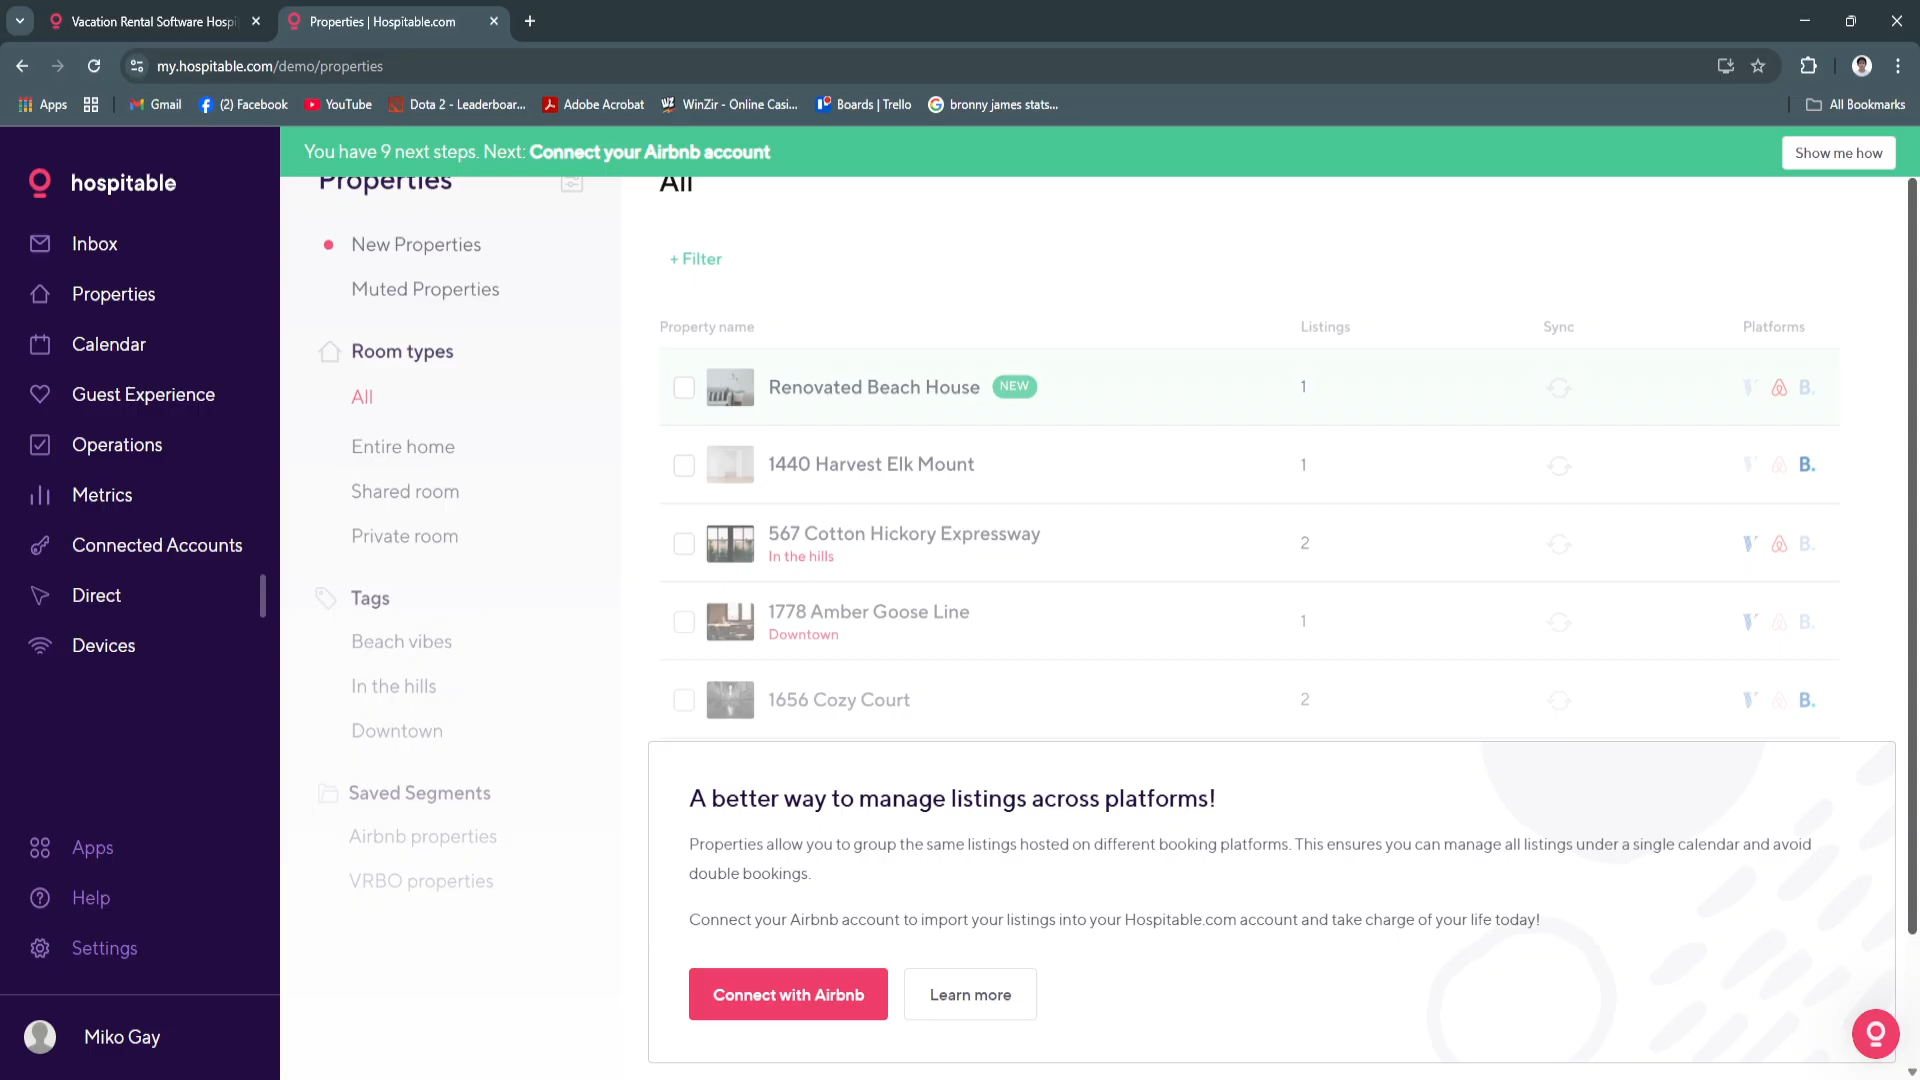 Vacation Rental Software Hospi
Properties | Hospitable.com
my.hospitable.com/demo/properties
Apps
Gmail
(2) Facebook
YouTube
Dota 2 - Leaderboar...
Adobe Acrobat
WinZir - Online Casi...
Boards | Trello
bronny james stats...
All Bookmarks
You have 9 next steps. Next: Connect your Airbnb account
Show me how
hospitable
Inbox
Properties
Calendar
Guest Experience
Operations
Metrics
Connected Accounts
Direct
Devices
Apps
Help
Settings
Miko Gay
Properties
New Properties
Muted Properties
Room types
All
Entire home
Shared room
Private room
Tags
Beach vibes
In the hills
Downtown
Saved Segments
Airbnb properties
VRBO properties
All
+ Filter
Property name Listings Sync Platforms
Renovated Beach House NEW 1 B.
1440 Harvest Elk Mount 1 B.
567 Cotton Hickory Expressway 2 B.
In the hills
1778 Amber Goose Line 1 B.
Downtown
1656 Cozy Court 2 B.
A better way to manage listings across platforms!
Properties allow you to group the same listings hosted on different booking platforms. This ensures you can manage all listings under a single calendar and avoid
double bookings.
Connect your Airbnb account to import your listings into your Hospitable.com account and take charge of your life today!
Connect with Airbnb
Learn more